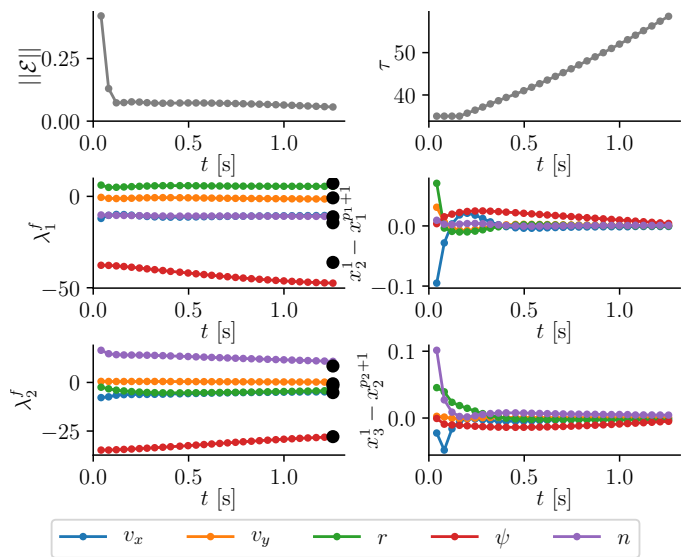 ||ℰ||
0.25
0.00
0.0 0.5 1.0
t [s]
τ
50
40
0.0 0.5 1.0
t [s]
λ₁ᶠ
0
−50
0.0 0.5 1.0
t [s]
x₂¹ − x₁^{p₁+1}
0.0
−0.1
0.0 0.5 1.0
t [s]
λ₂ᶠ
0
−25
0.0 0.5 1.0
t [s]
x₃¹ − x₂^{p₂+1}
0.1
0.0
0.0 0.5 1.0
t [s]
vₓ v_y r ψ n